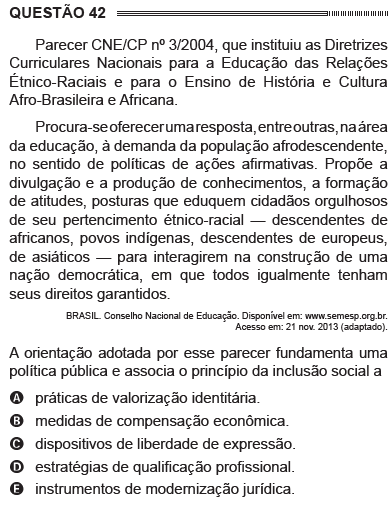 QUESTÃO 42
Parecer CNE/CP nº 3/2004, que instituiu as Diretrizes
Curriculares Nacionais para a Educação das Relações
Étnico-Raciais e para o Ensino de História e Cultura
Afro-Brasileira e Africana.
Procura-se oferecer uma resposta, entre outras, na área
da educação, à demanda da população afrodescendente,
no sentido de políticas de ações afirmativas. Propõe a
divulgação e a produção de conhecimentos, a formação
de atitudes, posturas que eduquem cidadãos orgulhosos
de seu pertencimento étnico-racial — descendentes de
africanos, povos indígenas, descendentes de europeus,
de asiáticos — para interagirem na construção de uma
nação democrática, em que todos igualmente tenham
seus direitos garantidos.
BRASIL. Conselho Nacional de Educação. Disponível em: www.semesp.org.br.
Acesso em: 21 nov. 2013 (adaptado).
A orientação adotada por esse parecer fundamenta uma
política pública e associa o princípio da inclusão social a
A práticas de valorização identitária.
B medidas de compensação econômica.
C dispositivos de liberdade de expressão.
D estratégias de qualificação profissional.
E instrumentos de modernização jurídica.